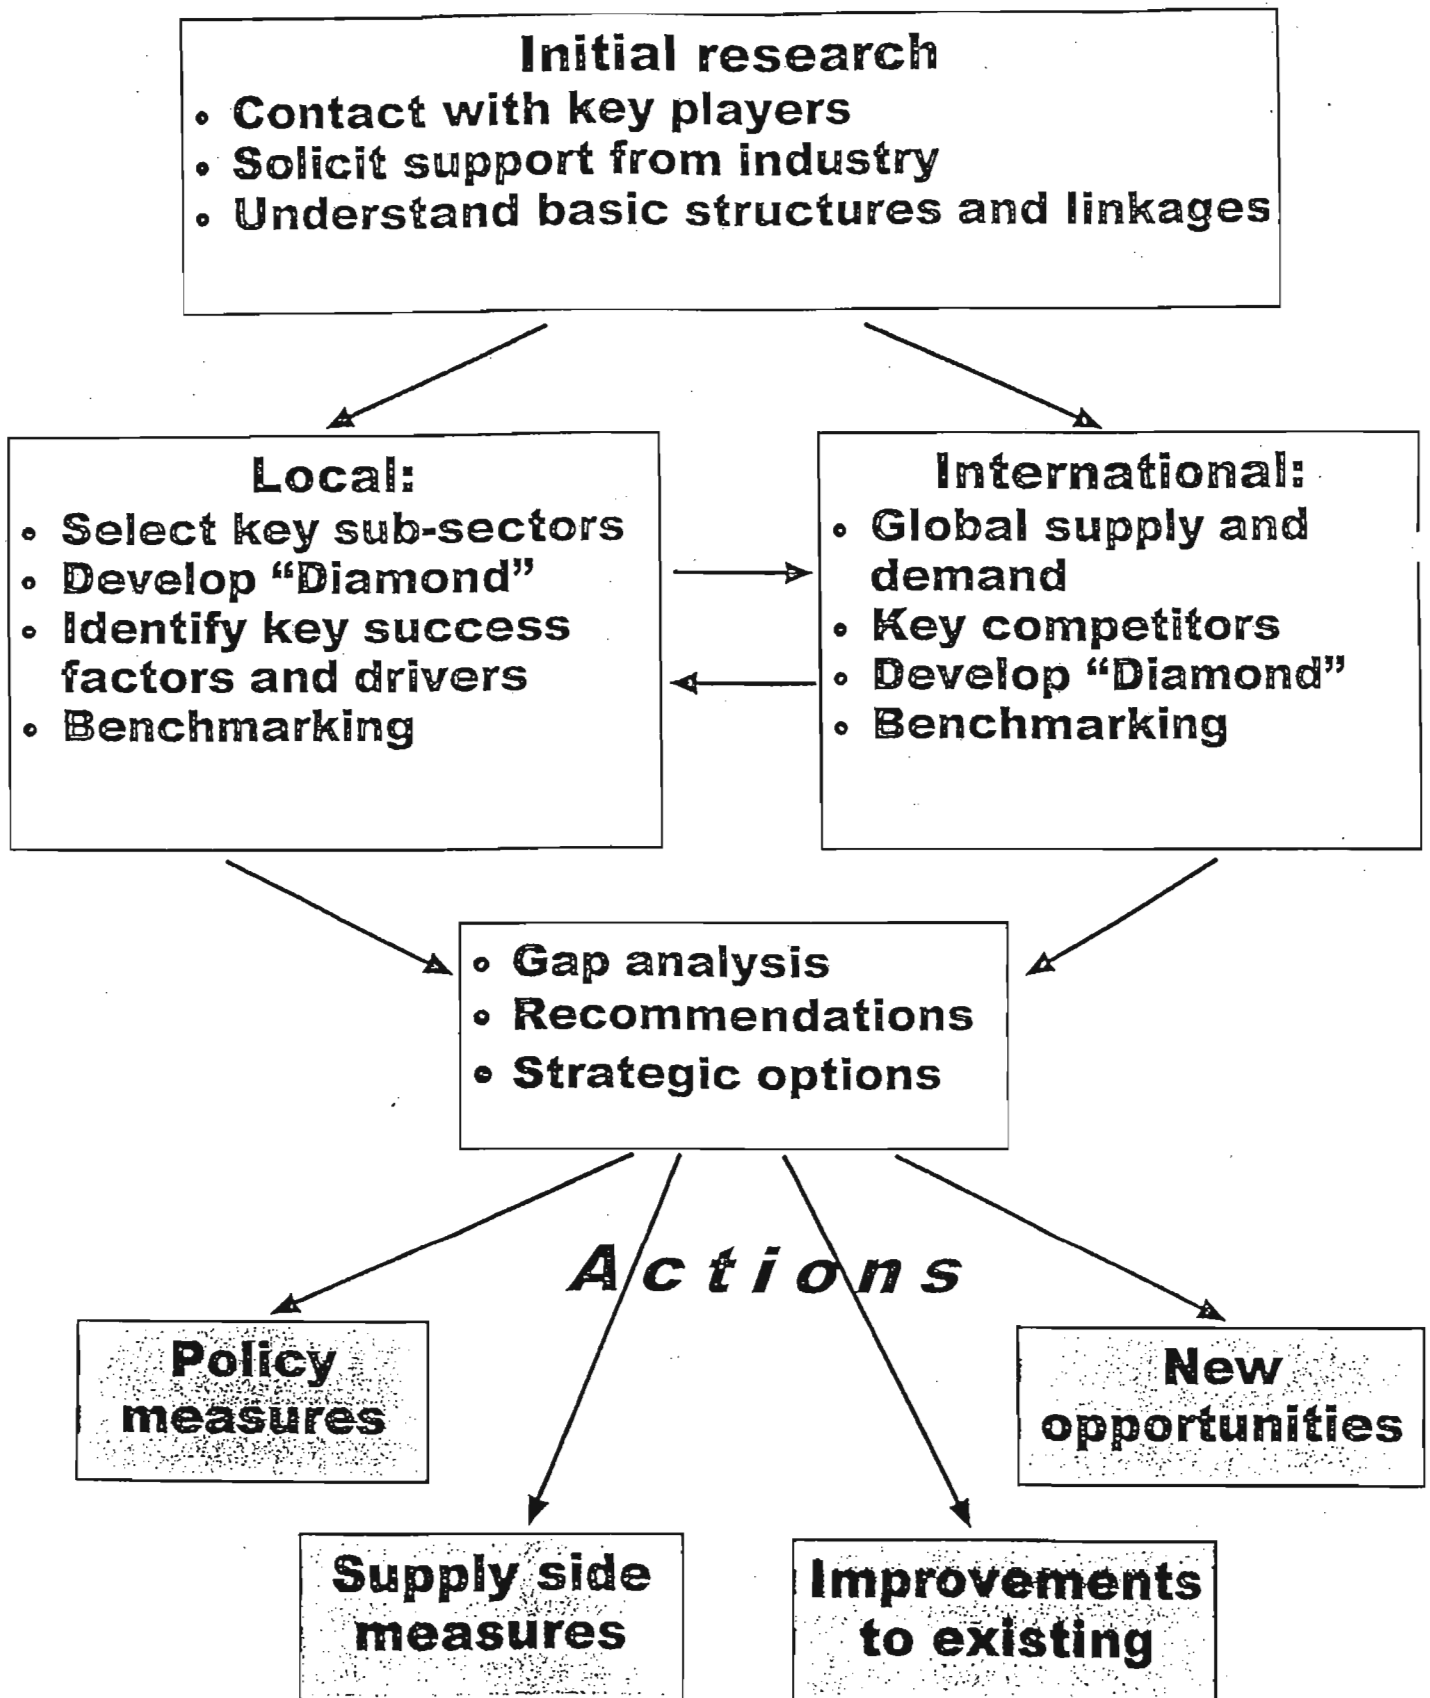 Initial research
• Contact with key players
• Solicit support from industry
• Understand basic structures and linkages
Local:
• Select key sub-sectors
• Develop “Diamond”
• Identify key success
factors and drivers
• Benchmarking
International:
• Global supply and
demand
• Key competitors
• Develop “Diamond”
• Benchmarking
• Gap analysis
• Recommendations
• Strategic options
Actions
Policy
measures
New
opportunities
Supply side
measures
Improvements
to existing